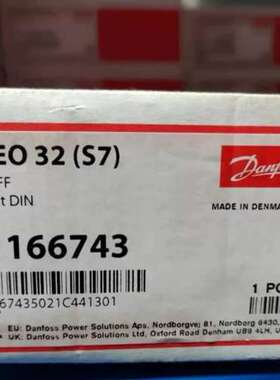 EO 32 (S7)
FF
t DIN
Danfoss
MADE IN DENMA
166743
67435021C441301
1 PC
EU: Danfoss Power Solutions Aps, Nordborgvej 81, Nordborg 6430,
UK: Danfoss Power Solutions Ltd, Oxford Road Denham UB9 4LH, U